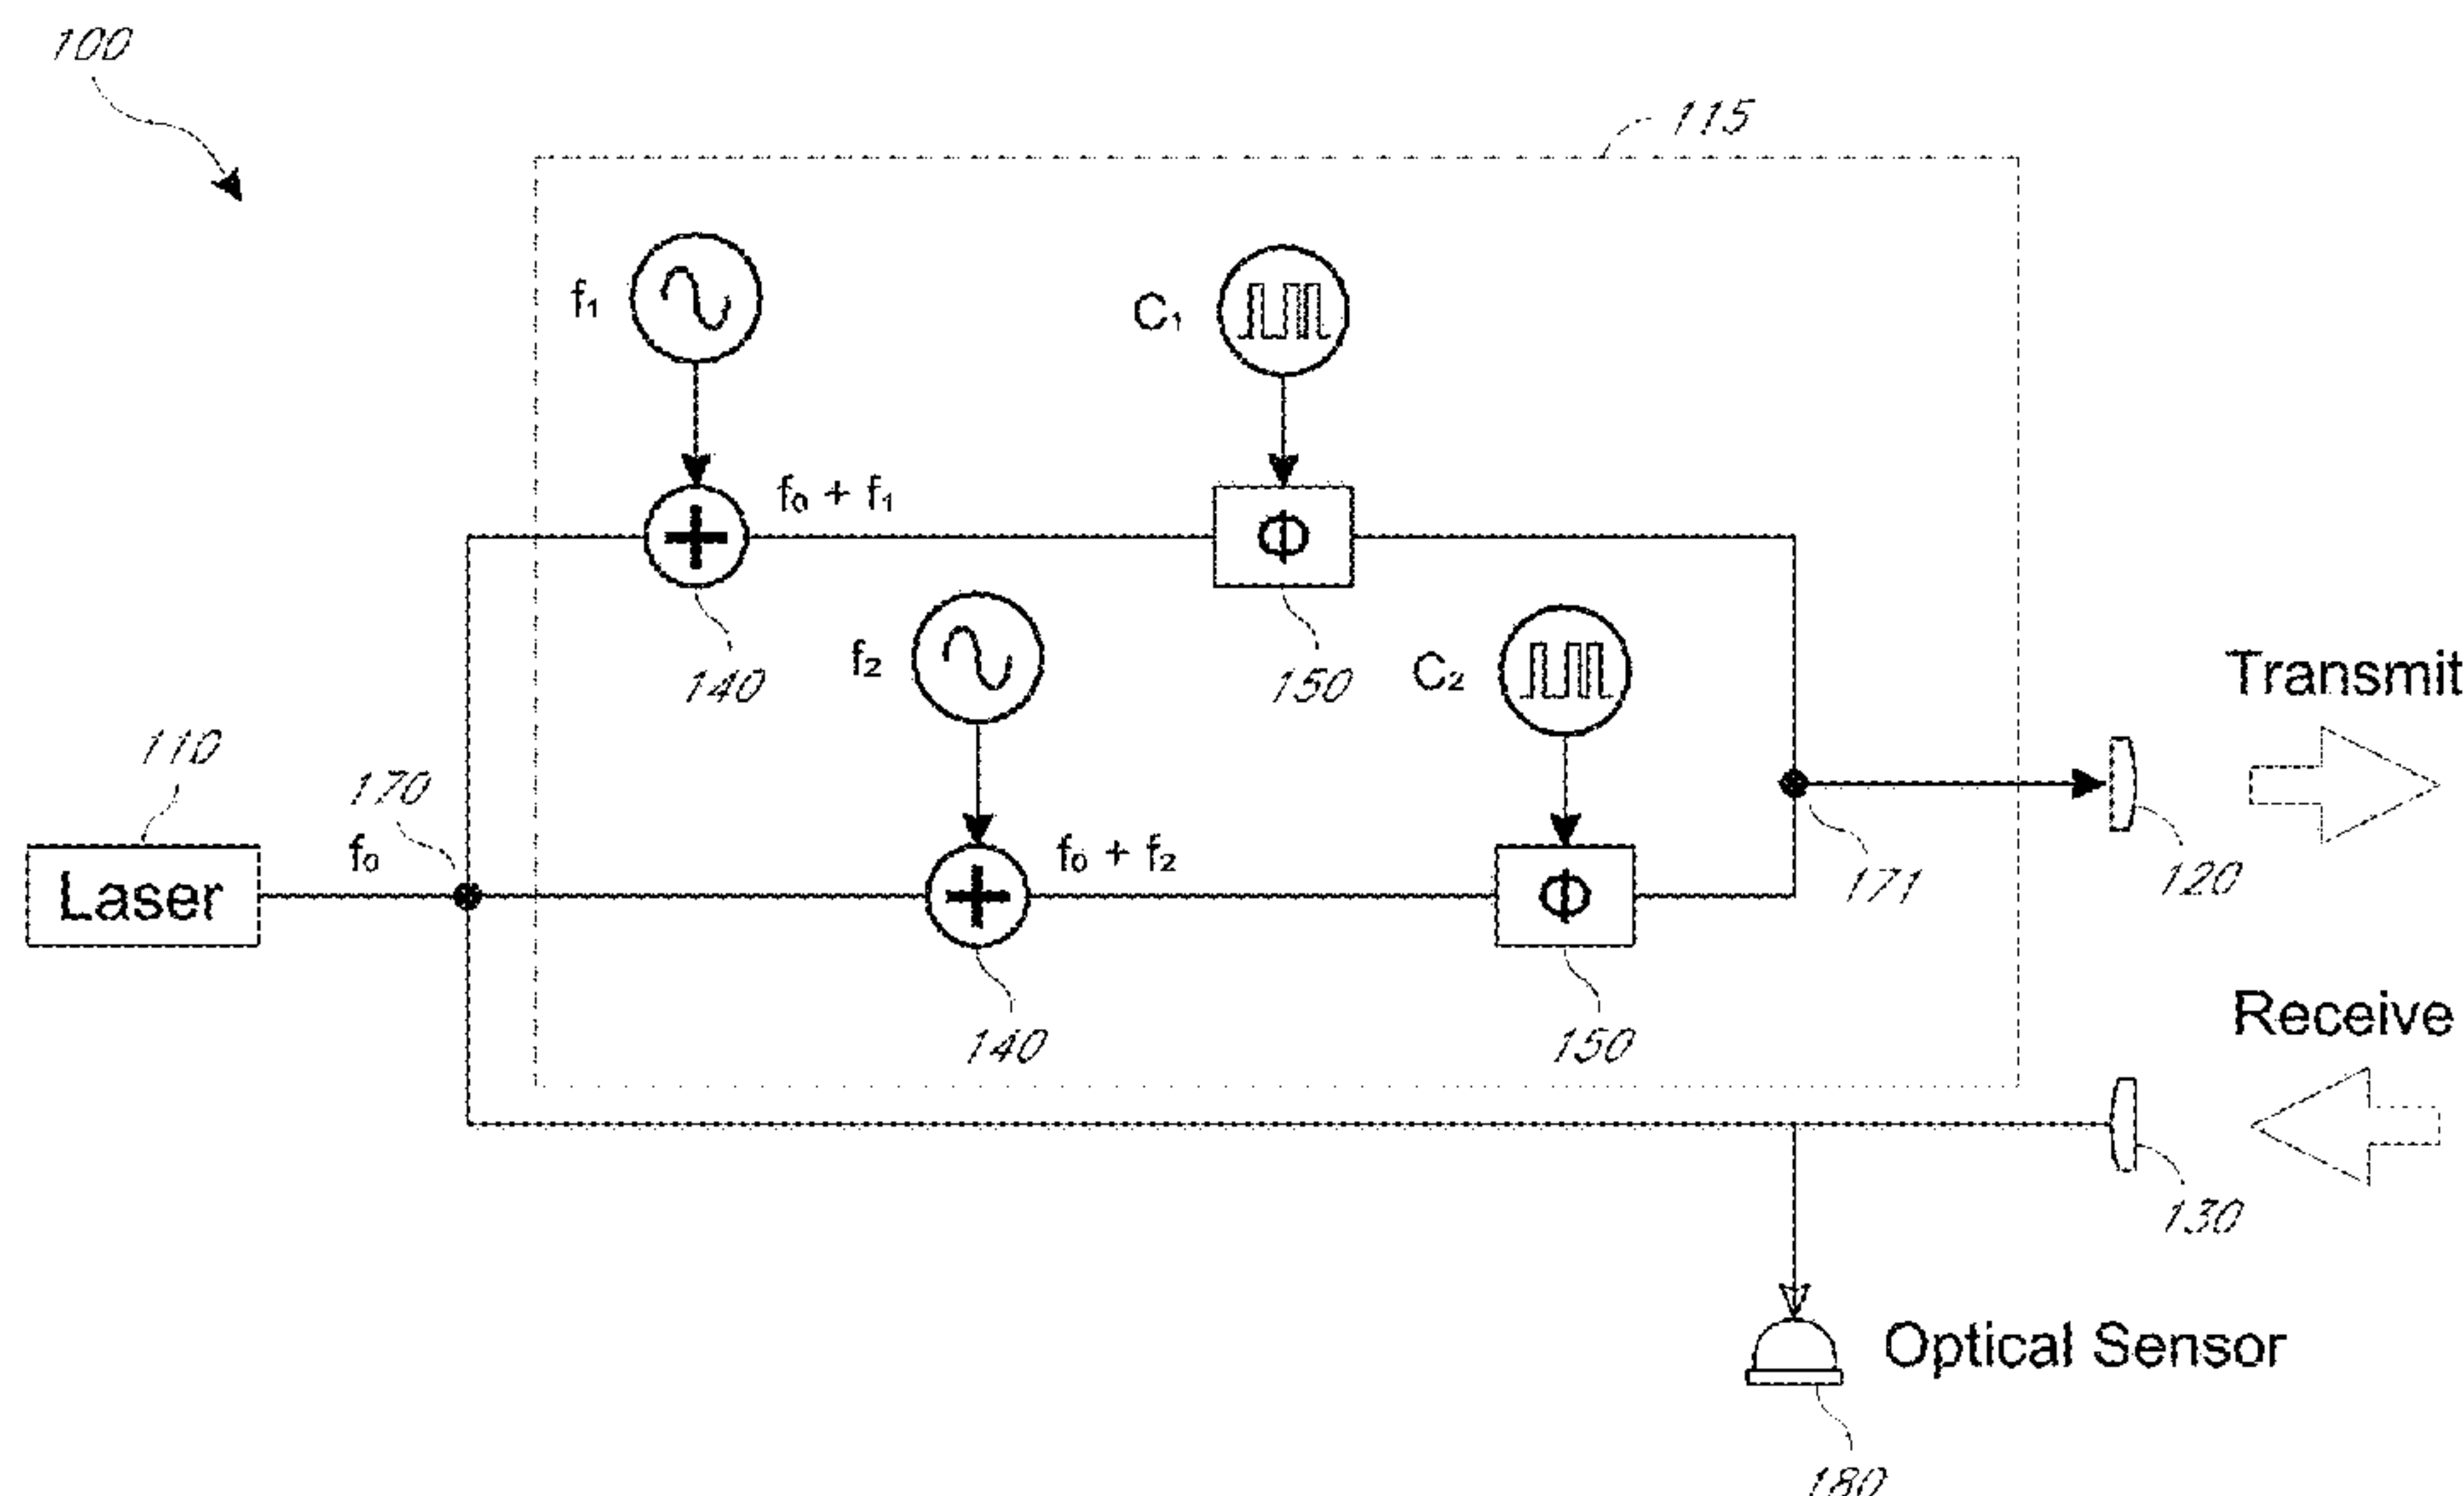 100
115
f₁
C₁
f₀ + f₁
Φ
140
150
f₂
C₂
Transmit
110
170
f₀
Laser
f₀ + f₂
Φ
171
120
140
150
Receive
130
Optical Sensor
180